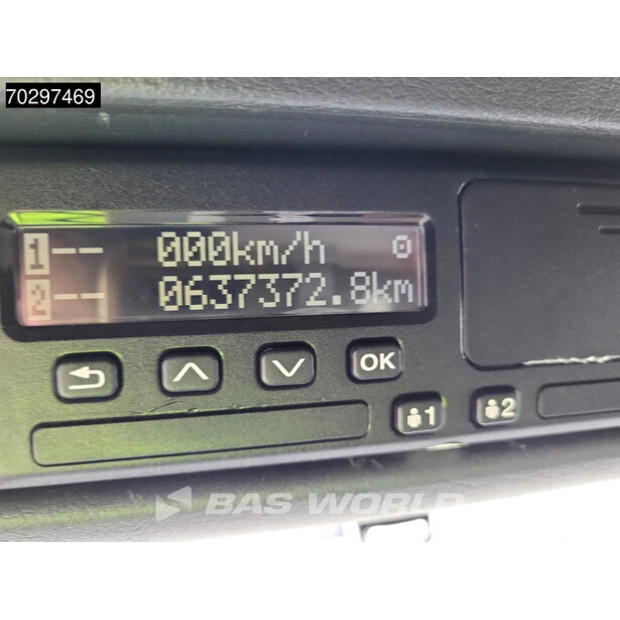 70297469
1-- 000km/h
2-- 0637372.8km
OK
1
2
BAS WORLD